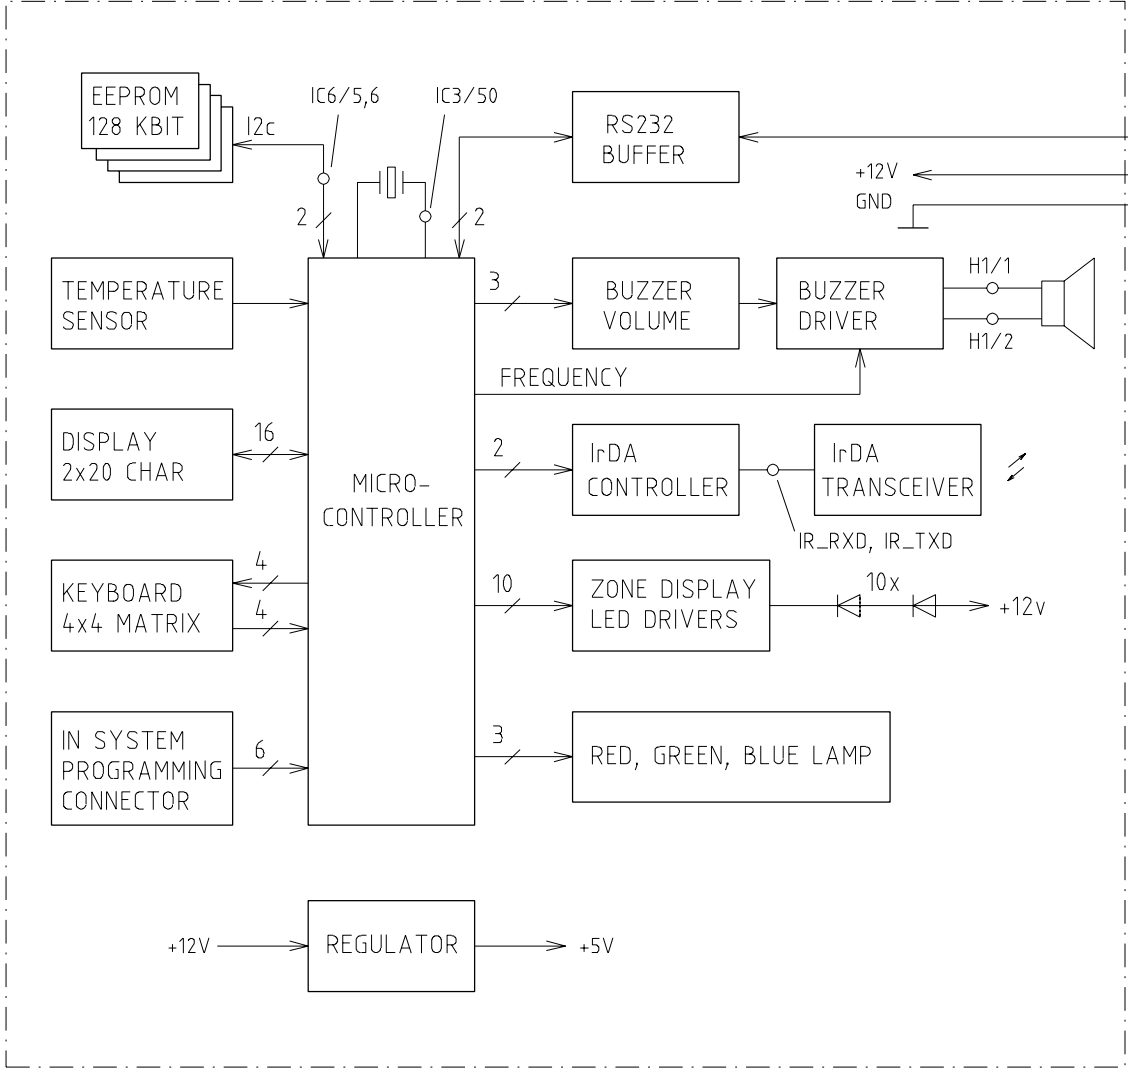 EEPROM
128 KBIT
I2c
IC6/5,6
IC3/50
2
2
RS232
BUFFER
+12V
GND
TEMPERATURE
SENSOR
3
BUZZER
VOLUME
BUZZER
DRIVER
H1/1
H1/2
FREQUENCY
DISPLAY
2x20 CHAR
16
MICRO-
CONTROLLER
2
IrDA
CONTROLLER
IrDA
TRANSCEIVER
IR_RXD, IR_TXD
KEYBOARD
4x4 MATRIX
4
4
10
ZONE DISPLAY
LED DRIVERS
10x
+12v
IN SYSTEM
PROGRAMMING
CONNECTOR
6
3
RED, GREEN, BLUE LAMP
+12V
REGULATOR
+5V